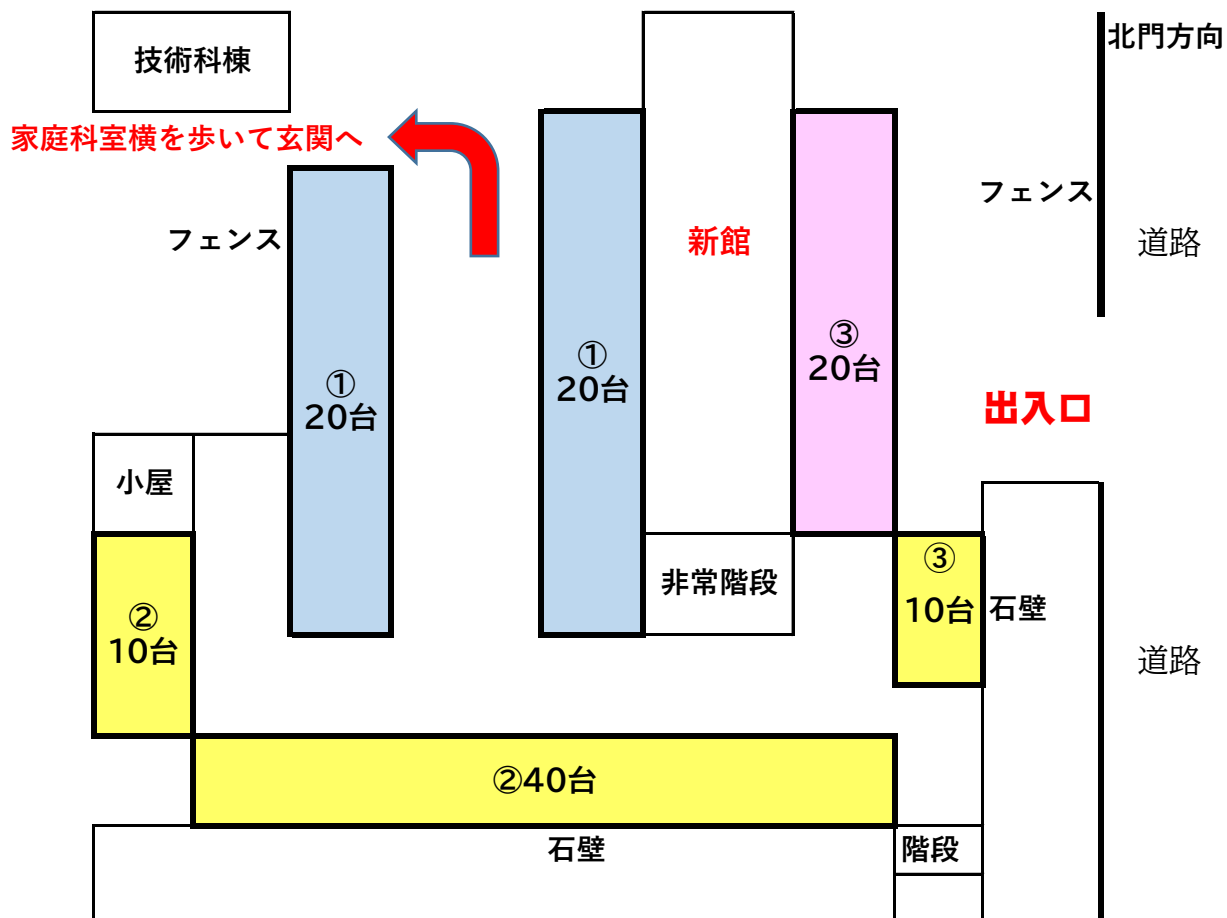 北門方向
技術科棟
家庭科室横を歩いて玄関へ
フェンス
フェンス
新館
道路
①
20台
①
20台
③
20台
出入口
小屋
③
10台
非常階段
石壁
②
10台
道路
②40台
石壁
階段